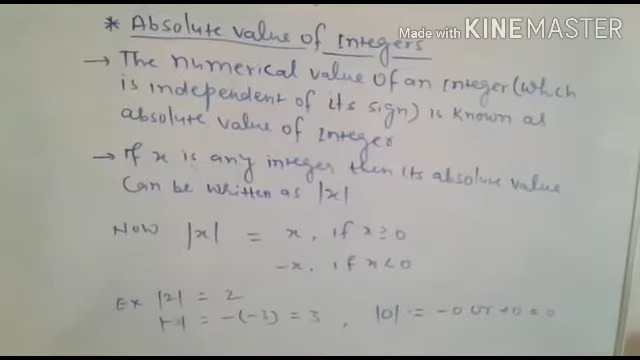 Made with KINEMASTER
* Absolute value of Integers
→ The numerical value of an integer (which
is independent of its sign) is known as
absolute value of Integer
→ If x is any integer then its absolute value
Can be written as |x|
Now |x| = x, if x ≥ 0
-x, if x < 0
Ex |2| = 2
|-3| = -(-3) = 3, |0| = -0 or +0 = 0